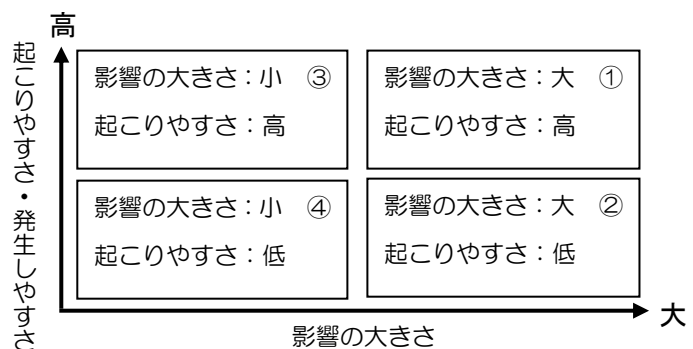 高
起こりやすさ・発生しやすさ
影響の大きさ：小 ③
起こりやすさ：高
影響の大きさ：大 ①
起こりやすさ：高
影響の大きさ：小 ④
起こりやすさ：低
影響の大きさ：大 ②
起こりやすさ：低
大
影響の大きさ